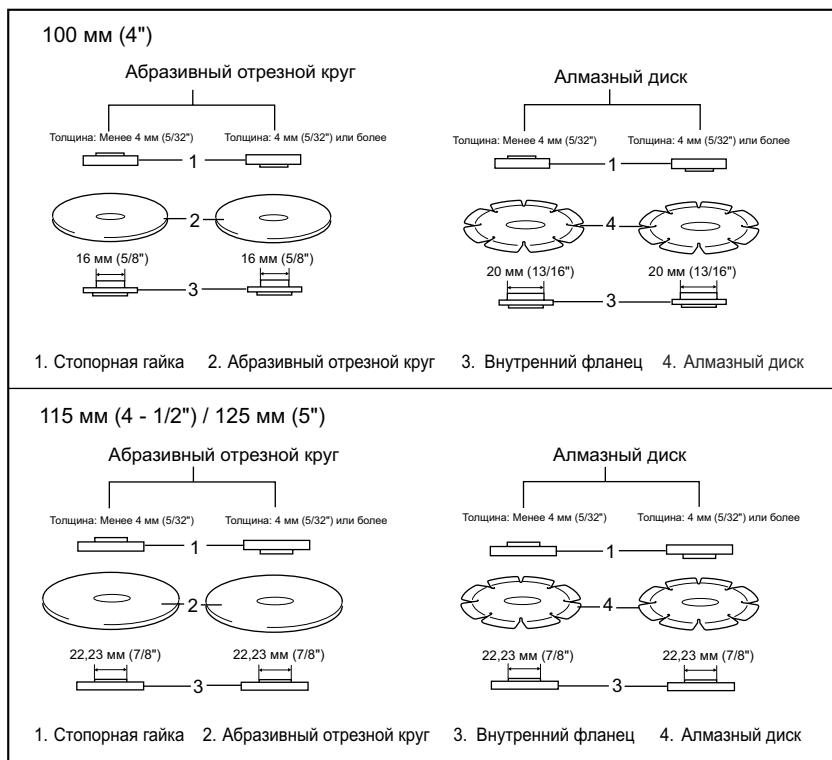 100 мм (4")
Абразивный отрезной круг
Алмазный диск
Толщина: Менее 4 мм (5/32") Толщина: 4 мм (5/32") или более
Толщина: Менее 4 мм (5/32") Толщина: 4 мм (5/32") или более
1
1
2
4
16 мм (5/8") 16 мм (5/8")
20 мм (13/16") 20 мм (13/16")
3
3
1. Стопорная гайка 2. Абразивный отрезной круг 3. Внутренний фланец 4. Алмазный диск
115 мм (4 - 1/2") / 125 мм (5")
Абразивный отрезной круг
Алмазный диск
Толщина: Менее 4 мм (5/32") Толщина: 4 мм (5/32") или более
Толщина: Менее 4 мм (5/32") Толщина: 4 мм (5/32") или более
1
1
2
4
22,23 мм (7/8") 22,23 мм (7/8")
22,23 мм (7/8") 22,23 мм (7/8")
3
3
1. Стопорная гайка 2. Абразивный отрезной круг 3. Внутренний фланец 4. Алмазный диск